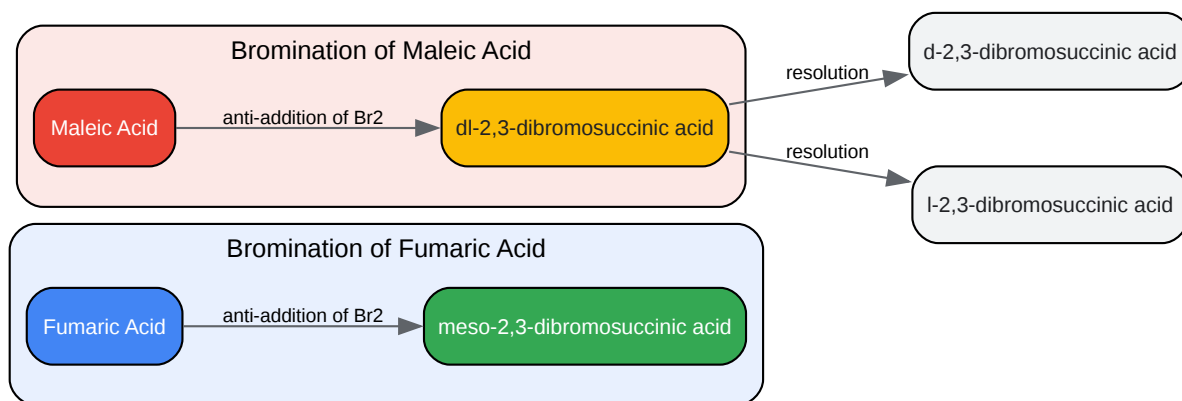 Bromination of Maleic Acid
Maleic Acid
anti-addition of Br2
dl-2,3-dibromosuccinic acid
resolution
d-2,3-dibromosuccinic acid
resolution
l-2,3-dibromosuccinic acid
Bromination of Fumaric Acid
Fumaric Acid
anti-addition of Br2
meso-2,3-dibromosuccinic acid